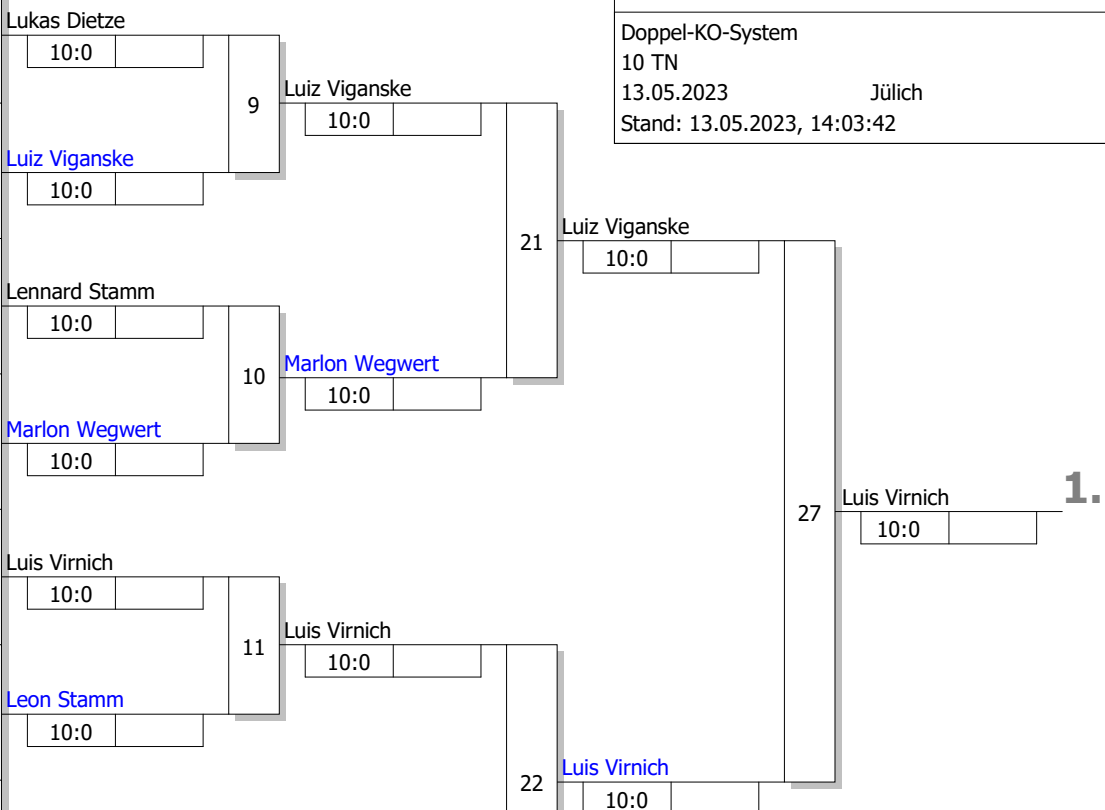 Doppel-KO-System
10 TN
13.05.2023 Jülich
Stand: 13.05.2023, 14:03:42
Lukas Dietze
10:0
9
Luiz Viganske
10:0
Luiz Viganske
10:0
21
Luiz Viganske
10:0
Lennard Stamm
10:0
10
Marlon Wegwert
10:0
Marlon Wegwert
10:0
27
Luis Virnich
1.
10:0
Luis Virnich
10:0
11
Luis Virnich
10:0
Leon Stamm
10:0
22
Luis Virnich
10:0